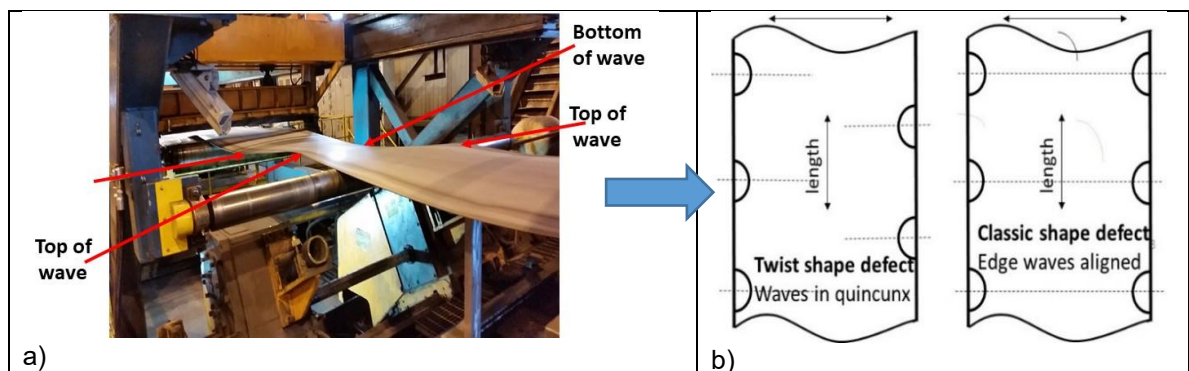 Bottom
of wave
Top of
wave
Top of
wave
a)
length
Twist shape defect
Waves in quincunx
length
Classic shape defect
Edge waves aligned
b)